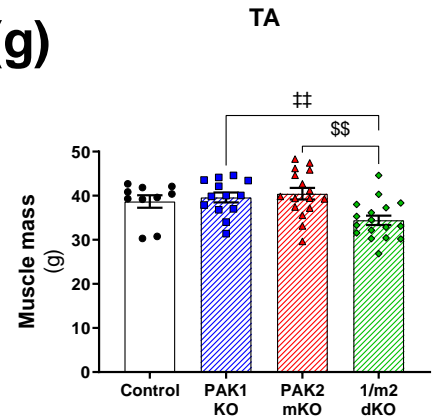 TA
(g)
‡‡
$$
50
40
30
20
10
0
Muscle mass
(g)
Control
PAK1
KO
PAK2
mKO
1/m2
dKO